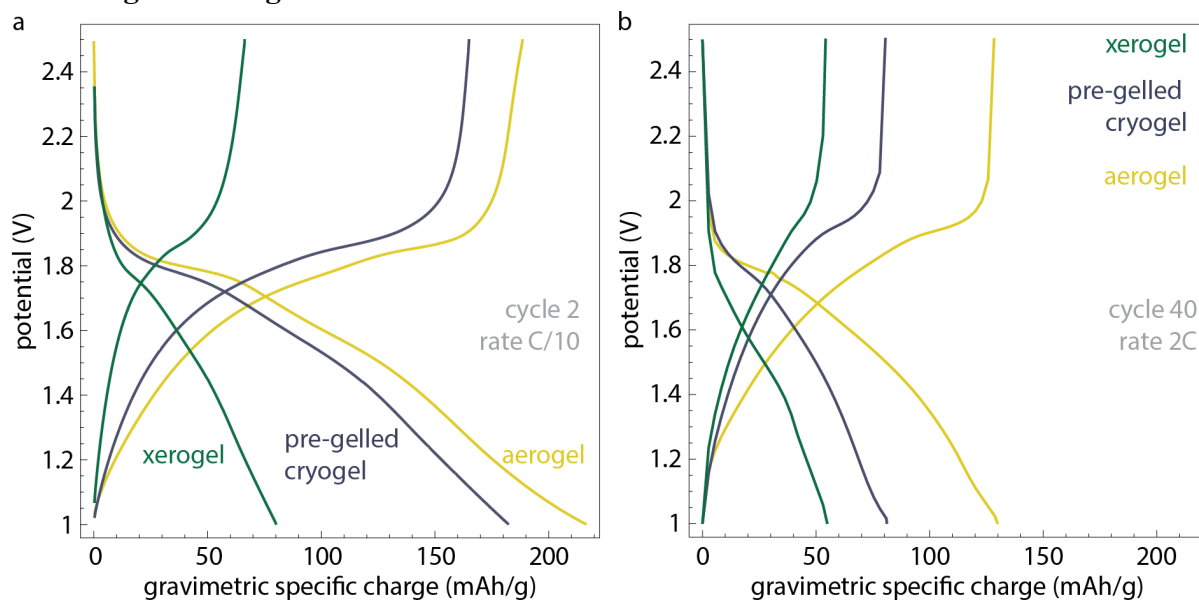 a
2.4
2.2
2
1.8
1.6
1.4
1.2
1
potential (V)
cycle 2
rate C/10
xerogel
pre-gelled
cryogel
aerogel
0
50
100
150
200
gravimetric specific charge (mAh/g)
b
2.4
2.2
2
1.8
1.6
1.4
1.2
1
potential (V)
xerogel
pre-gelled
cryogel
aerogel
cycle 40
rate 2C
0
50
100
150
200
gravimetric specific charge (mAh/g)